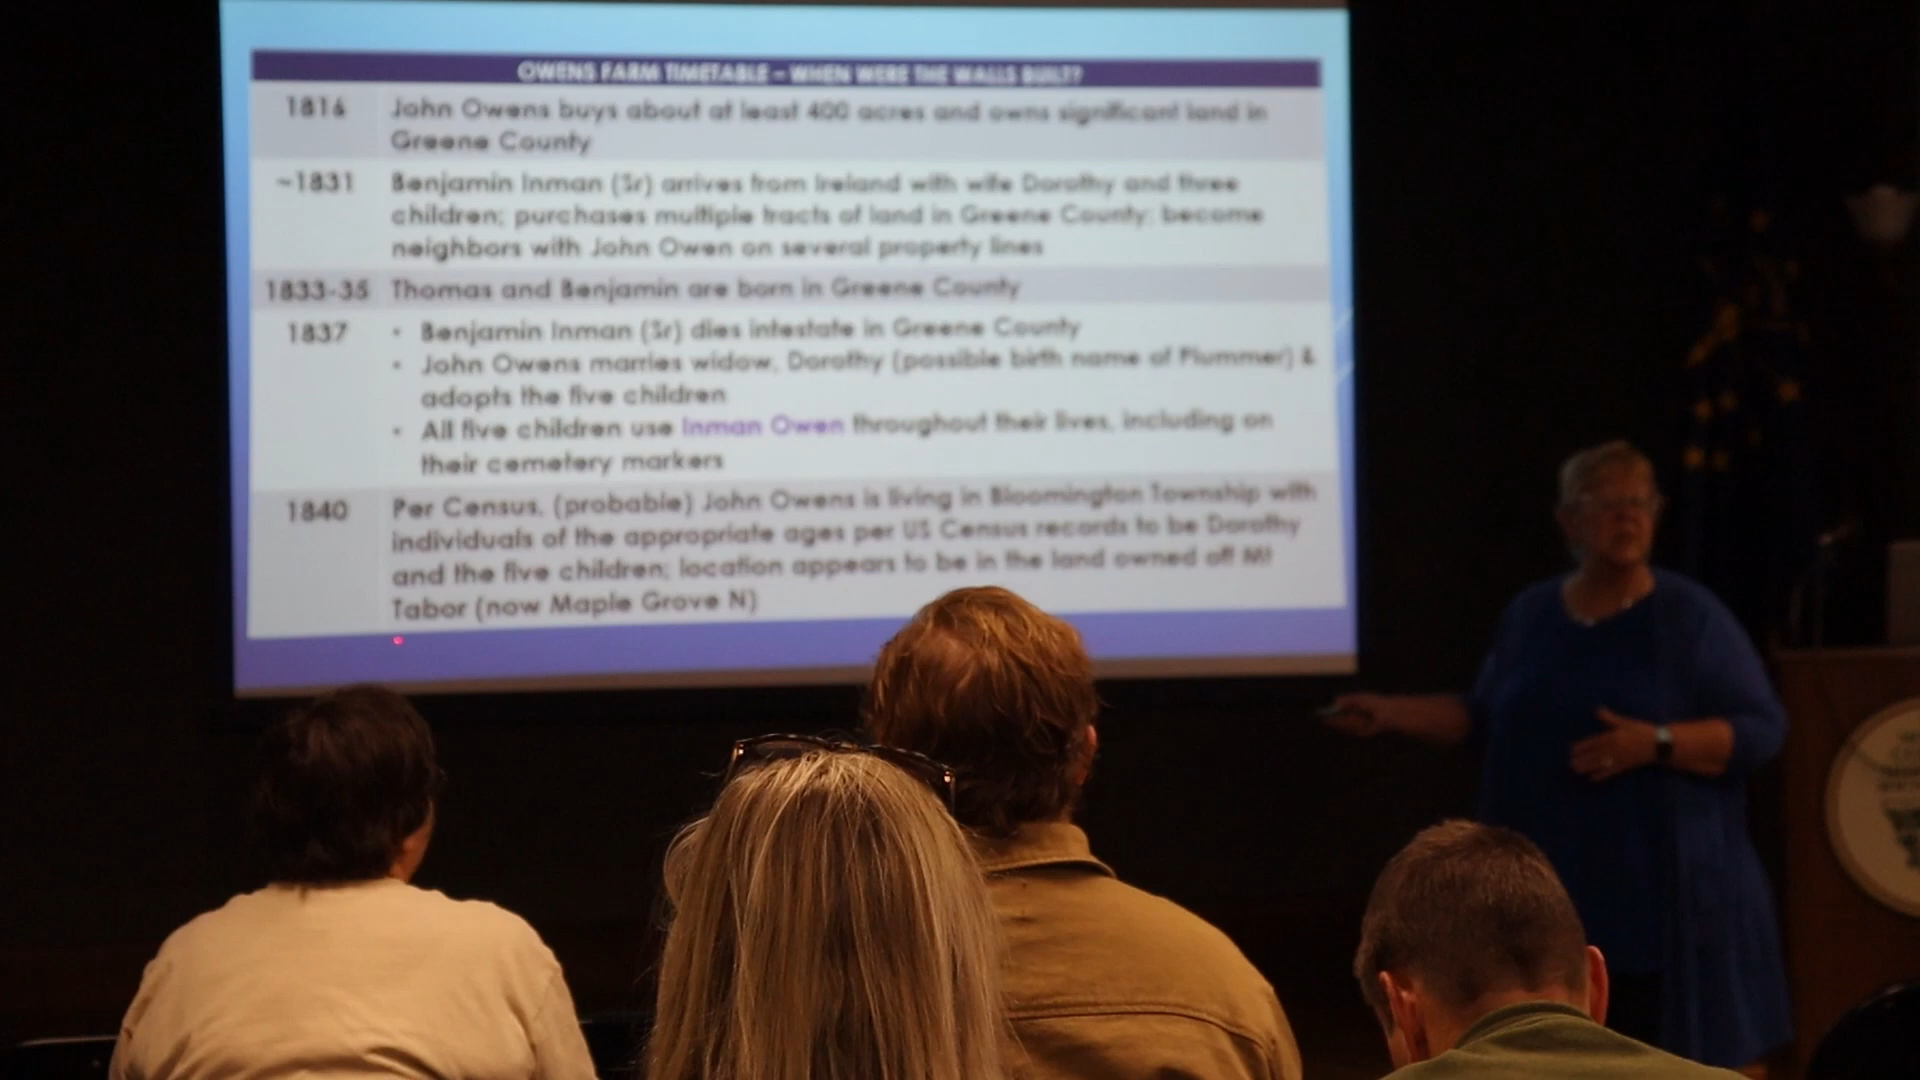 OWENS FARM TIMETABLE – WHEN WERE THE WALLS BUILT?
1816 John Owens buys about at least 400 acres and owns significant land in
Greene County
~1831 Benjamin Inman (Sr) arrives from Ireland with wife Dorothy and three
children; purchases multiple tracts of land in Greene County; become
neighbors with John Owen on several property lines
1833-35 Thomas and Benjamin are born in Greene County
1837 • Benjamin Inman (Sr) dies intestate in Greene County
• John Owens marries widow, Dorothy (possible birth name of Plummer) &
adopts the five children
• All five children use Inman Owen throughout their lives, including on
their cemetery markers
1840 Per Census, (probable) John Owens is living in Bloomington Township with
individuals of the appropriate ages per US Census records to be Dorothy
and the five children; location appears to be in the land owned off Mt
Tabor (now Maple Grove N)